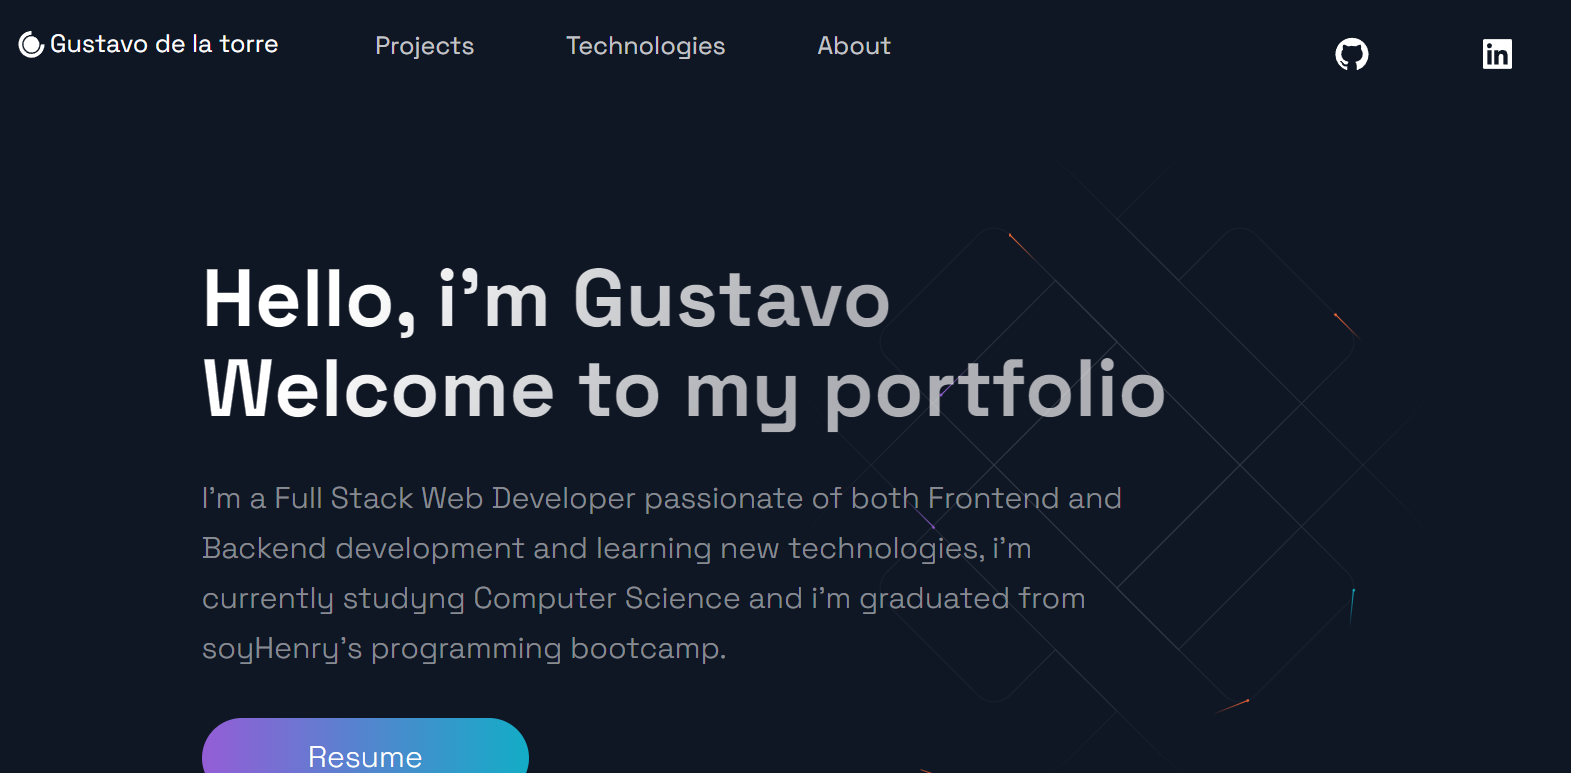 Gustavo de la torre
Projects
Technologies
About
in
Hello, i’m Gustavo
Welcome to my portfolio
I’m a Full Stack Web Developer passionate of both Frontend and
Backend development and learning new technologies, i’m
currently studyng Computer Science and i’m graduated from
soyHenry’s programming bootcamp.
Resume